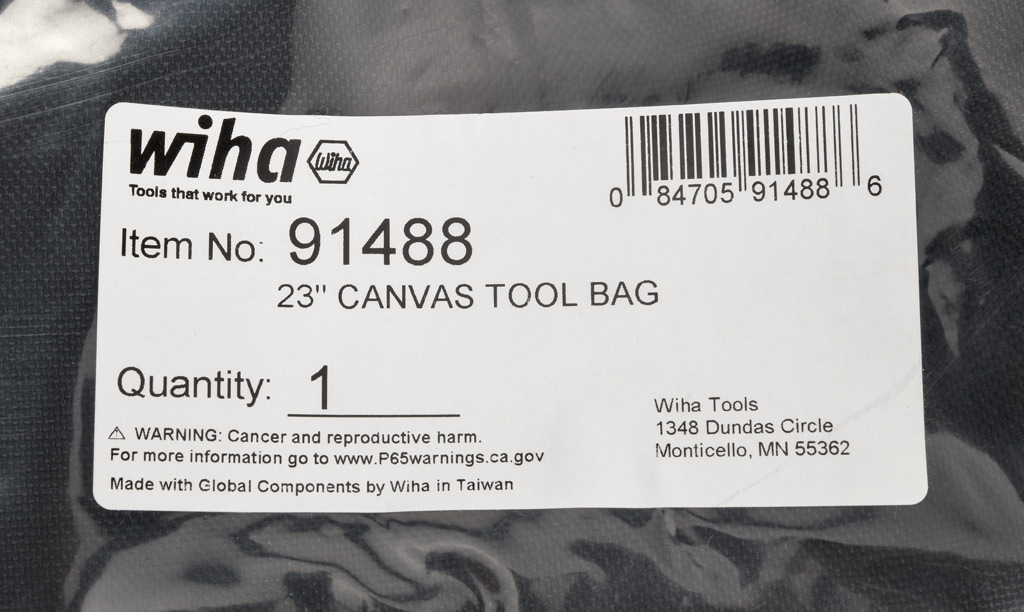 wiha wiha
Tools that work for you
0 84705 91488 6
Item No: 91488
23" CANVAS TOOL BAG
Quantity: 1
⚠ WARNING: Cancer and reproductive harm.
For more information go to www.P65warnings.ca.gov
Made with Global Components by Wiha in Taiwan
Wiha Tools
1348 Dundas Circle
Monticello, MN 55362